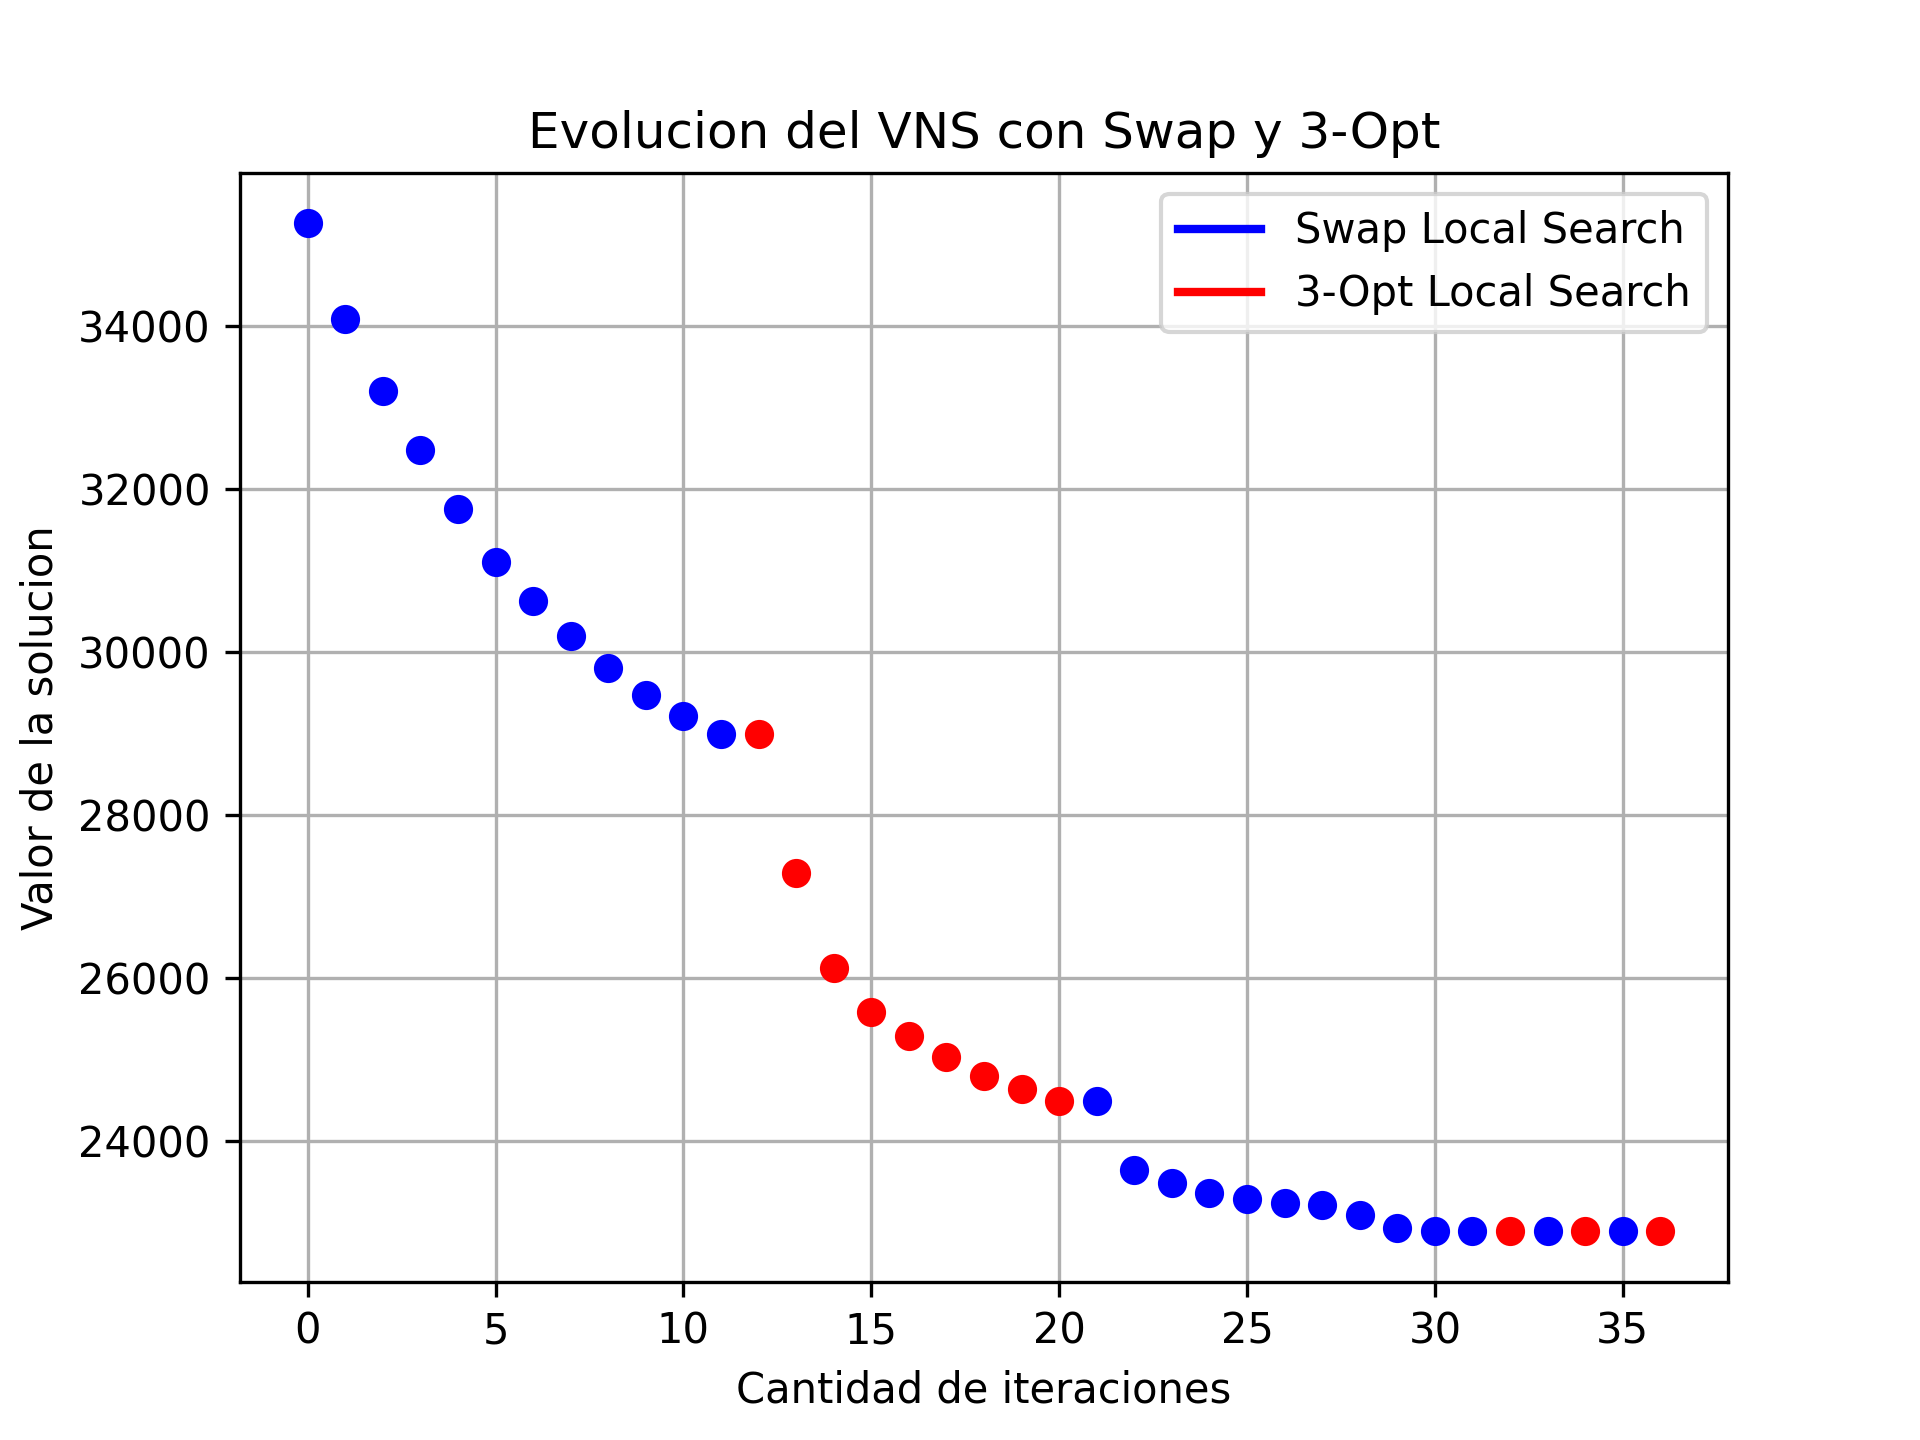 Evolucion del VNS con Swap y 3-Opt
Swap Local Search
3-Opt Local Search
Valor de la solucion
34000
32000
30000
28000
26000
24000
0 5 10 15 20 25 30 35
Cantidad de iteraciones